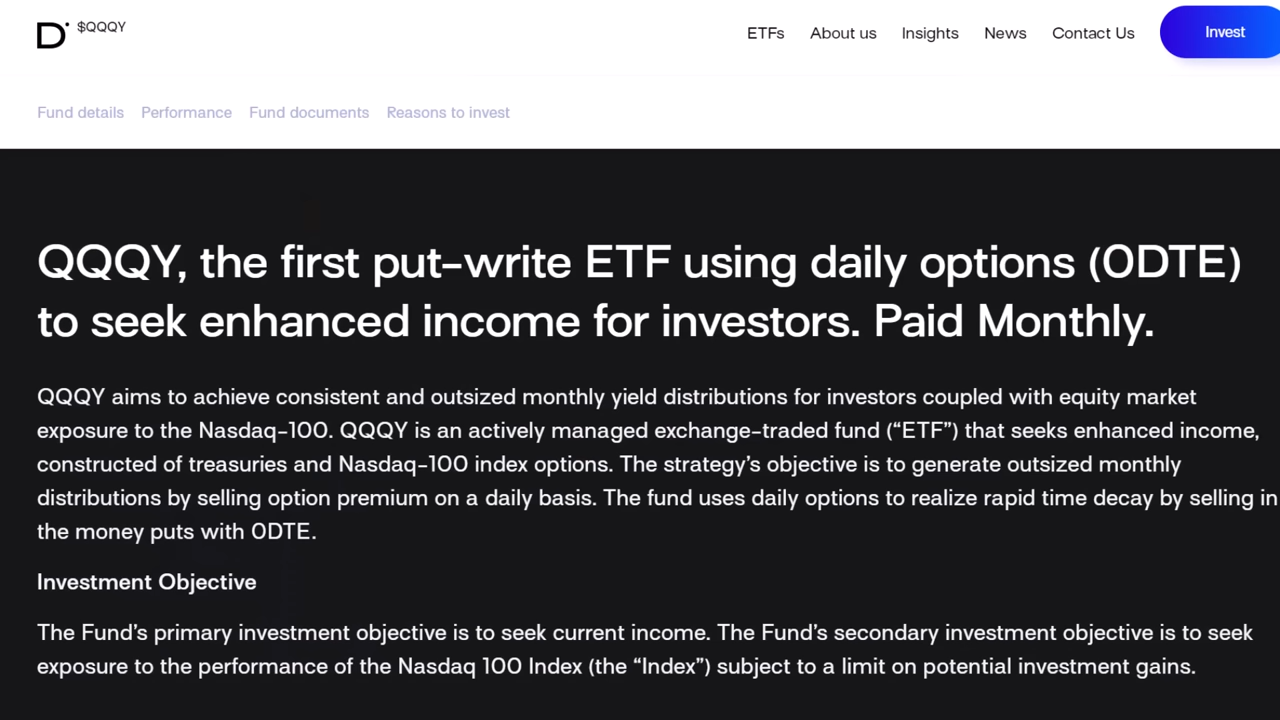 D
$QQQY
ETFs About us Insights News Contact Us Invest
Fund details Performance Fund documents Reasons to invest
QQQY, the first put-write ETF using daily options (0DTE)
to seek enhanced income for investors. Paid Monthly.
QQQY aims to achieve consistent and outsized monthly yield distributions for investors coupled with equity market
exposure to the Nasdaq-100. QQQY is an actively managed exchange-traded fund (“ETF”) that seeks enhanced income,
constructed of treasuries and Nasdaq-100 index options. The strategy’s objective is to generate outsized monthly
distributions by selling option premium on a daily basis. The fund uses daily options to realize rapid time decay by selling in
the money puts with 0DTE.
Investment Objective
The Fund’s primary investment objective is to seek current income. The Fund’s secondary investment objective is to seek
exposure to the performance of the Nasdaq 100 Index (the “Index”) subject to a limit on potential investment gains.